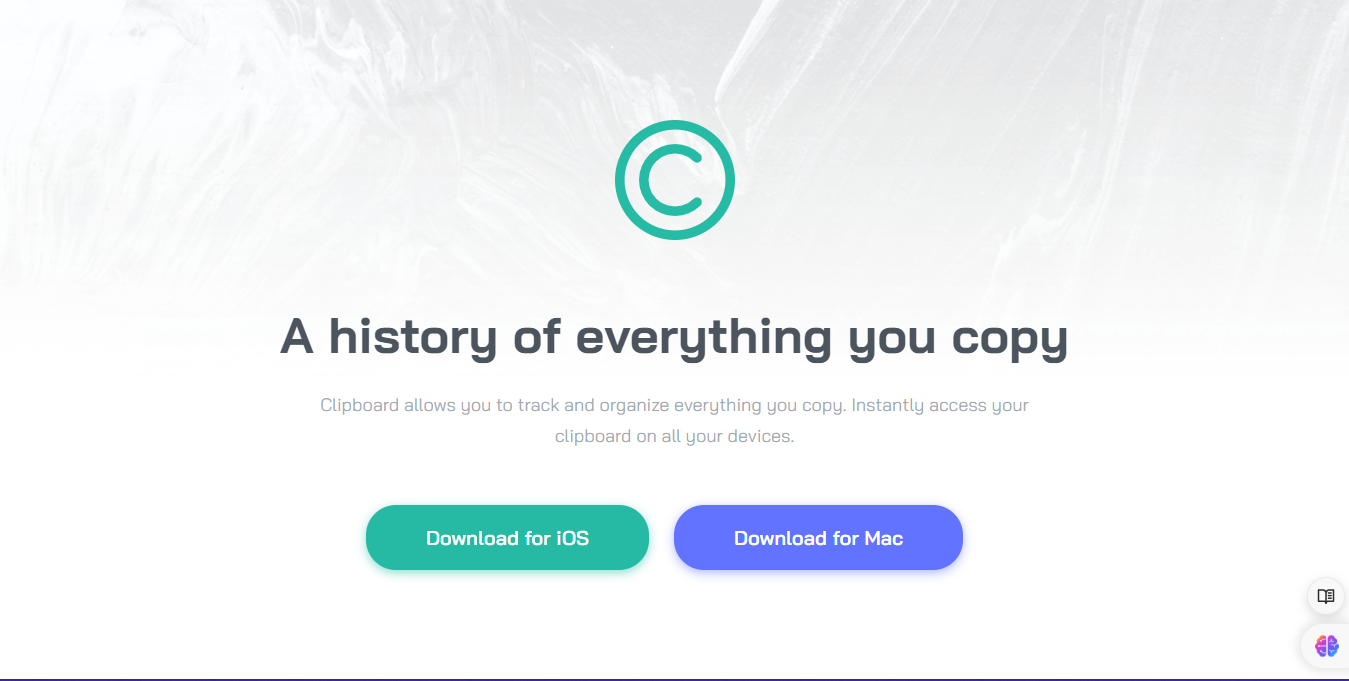 A history of everything you copy
Clipboard allows you to track and organize everything you copy. Instantly access your
clipboard on all your devices.
Download for iOS
Download for Mac